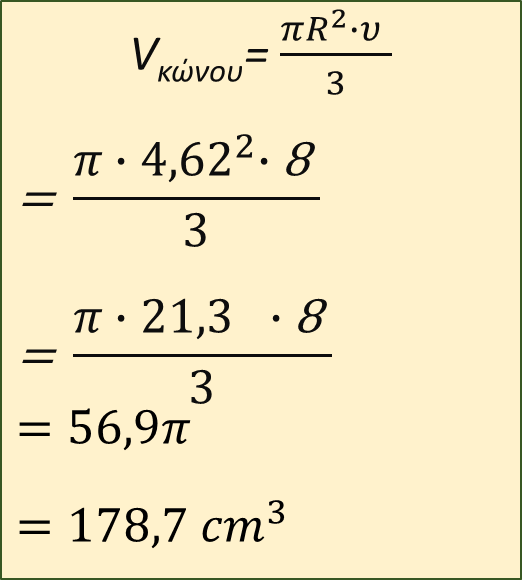 Vκώνου= πR²·υ / 3
= π · 4,62² · 8 / 3
= π · 21,3 · 8 / 3
= 56,9π
= 178,7 cm³